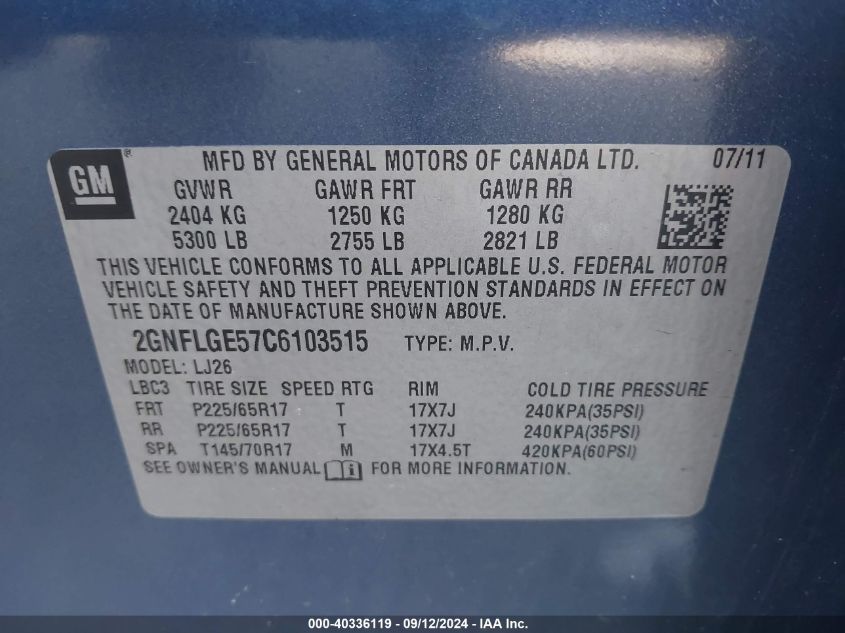 GM ® MFD BY GENERAL MOTORS OF CANADA LTD. 07/11
GVWR GAWR FRT GAWR RR
2404 KG 1250 KG 1280 KG
5300 LB 2755 LB 2821 LB
THIS VEHICLE CONFORMS TO ALL APPLICABLE U.S. FEDERAL MOTOR
VEHICLE SAFETY AND THEFT PREVENTION STANDARDS IN EFFECT ON
THE DATE OF MANUFACTURE SHOWN ABOVE.
2GNFLGE57C6103515 TYPE: M.P.V.
MODEL: LJ26
LBC3 TIRE SIZE SPEED RTG RIM COLD TIRE PRESSURE
FRT P225/65R17 T 17X7J 240KPA(35PSI)
RR P225/65R17 T 17X7J 240KPA(35PSI)
SPA T145/70R17 M 17X4.5T 420KPA(60PSI)
SEE OWNER'S MANUAL FOR MORE INFORMATION.
000-40336119 - 09/12/2024 - IAA Inc.